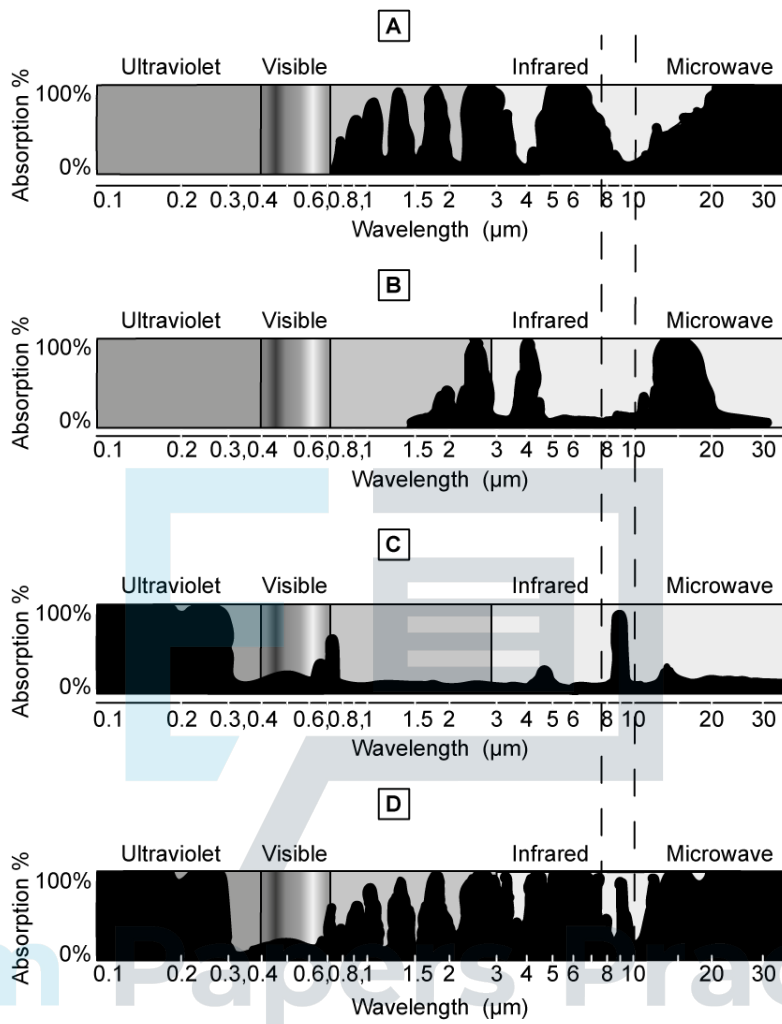 A
Ultraviolet Visible Infrared Microwave
Absorption %
100%
0%
0.1 0.2 0.3,0.4 0.6,0.8,1 1.5 2 3 4 5 6 8 10 20 30
Wavelength (µm)
B
Ultraviolet Visible Infrared Microwave
Absorption %
100%
0%
0.1 0.2 0.3,0.4 0.6,0.8,1 1.5 2 3 4 5 6 8 10 20 30
Wavelength (µm)
C
Ultraviolet Visible Infrared Microwave
Absorption %
100%
0%
0.1 0.2 0.3,0.4 0.6,0.8,1 1.5 2 3 4 5 6 8 10 20 30
Wavelength (µm)
D
Ultraviolet Visible Infrared Microwave
Absorption %
100%
0%
0.1 0.2 0.3,0.4 0.6,0.8,1 1.5 2 3 4 5 6 8 10 20 30
Wavelength (µm)
m Papers Prac